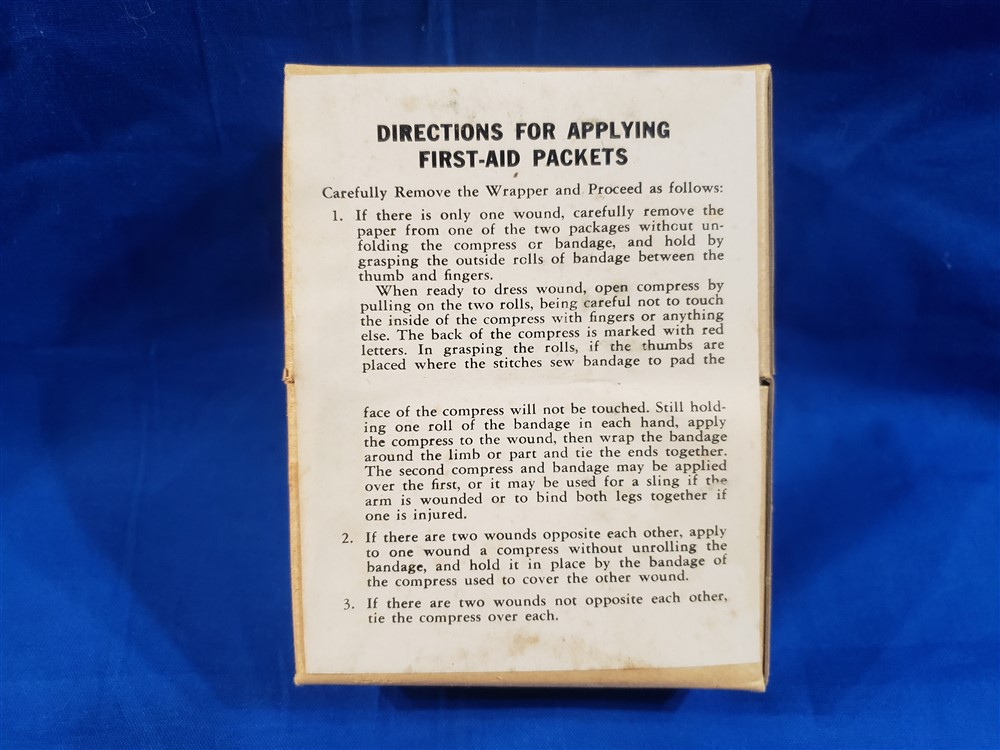 DIRECTIONS FOR APPLYING
FIRST-AID PACKETS
Carefully Remove the Wrapper and Proceed as follows:
1. If there is only one wound, carefully remove the
paper from one of the two packages without un-
folding the compress or bandage, and hold by
grasping the outside rolls of bandage between the
thumb and fingers.
When ready to dress wound, open compress by
pulling on the two rolls, being careful not to touch
the inside of the compress with fingers or anything
else. The back of the compress is marked with red
letters. In grasping the rolls, if the thumbs are
placed where the stitches sew bandage to pad the
face of the compress will not be touched. Still hold-
ing one roll of the bandage in each hand, apply
the compress to the wound, then wrap the bandage
around the limb or part and tie the ends together.
The second compress and bandage may be applied
over the first, or it may be used for a sling if the
arm is wounded or to bind both legs together if
one is injured.
2. If there are two wounds opposite each other, apply
to one wound a compress without unrolling the
bandage, and hold it in place by the bandage of
the compress used to cover the other wound.
3. If there are two wounds not opposite each other,
tie the compress over each.